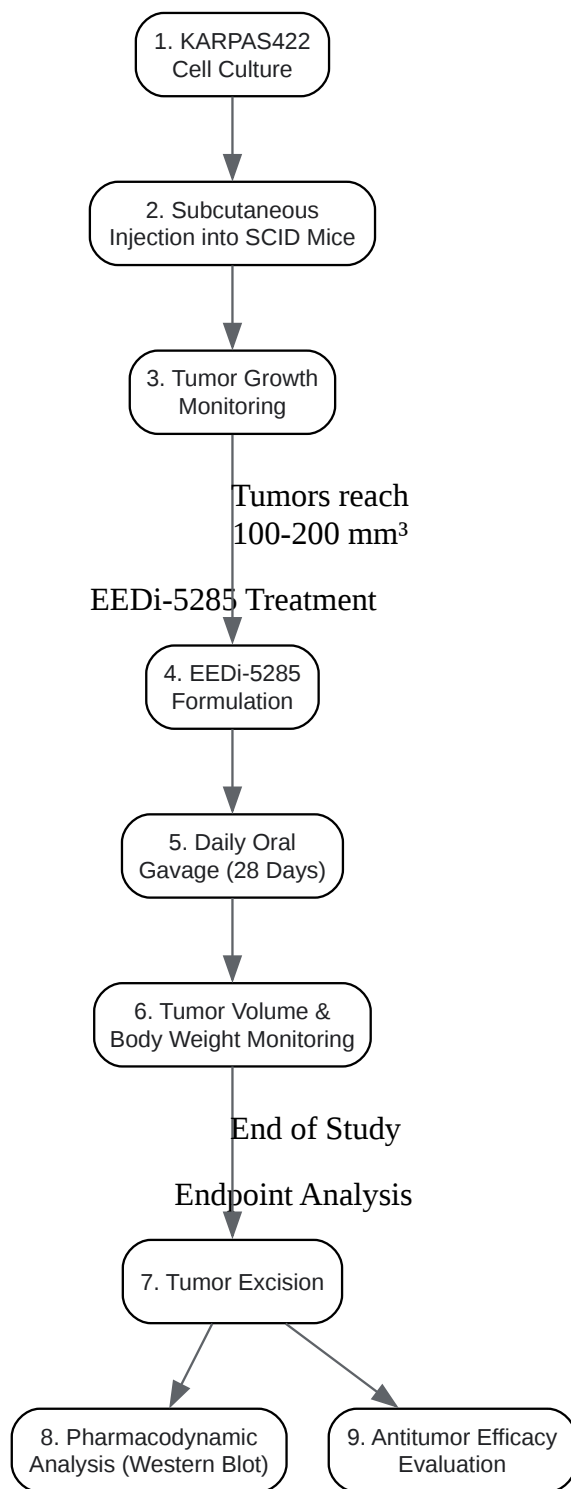 1. KARPAS422
Cell Culture
2. Subcutaneous
Injection into SCID Mice
3. Tumor Growth
Monitoring
Tumors reach
100-200 mm³
EEDi-5285 Treatment
4. EEDi-5285
Formulation
5. Daily Oral
Gavage (28 Days)
6. Tumor Volume &
Body Weight Monitoring
End of Study
Endpoint Analysis
7. Tumor Excision
8. Pharmacodynamic
Analysis (Western Blot)
9. Antitumor Efficacy
Evaluation